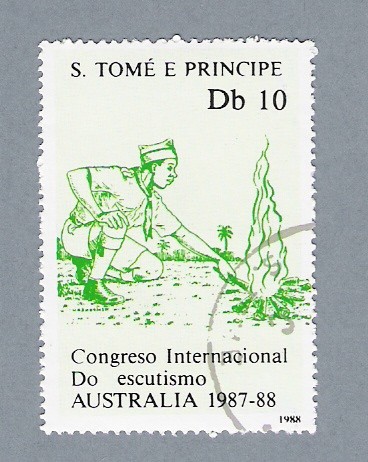 S. TOMÉ E PRINCIPE
Db 10
Congreso Internacional
Do escutismo
AUSTRALIA 1987-88
1988